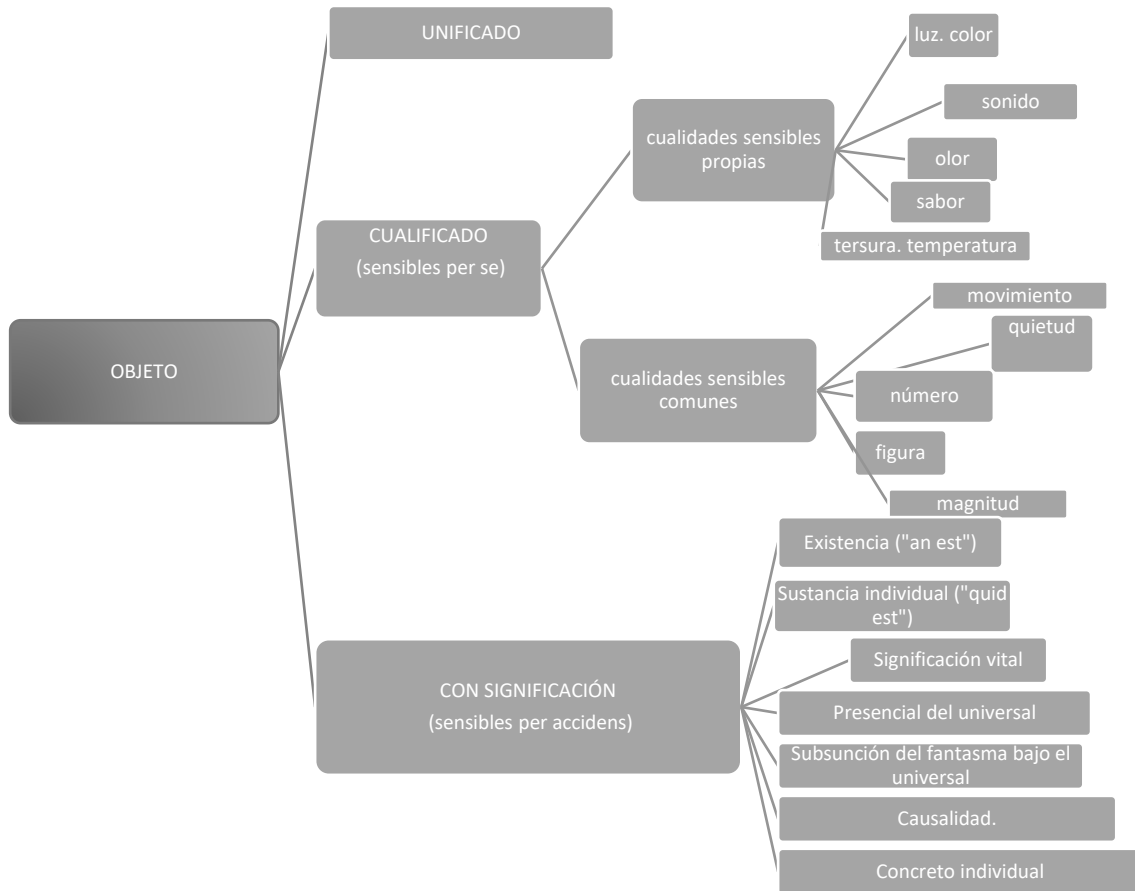 UNIFICADO
luz. color
sonido
cualidades sensibles
propias
olor
sabor
tersura. temperatura
CUALIFICADO
(sensibles per se)
movimiento
quietud
OBJETO
cualidades sensibles
comunes
número
figura
magnitud
Existencia ("an est")
Sustancia individual ("quid
est")
Significación vital
CON SIGNIFICACIÓN
(sensibles per accidens)
Presencial del universal
Subsunción del fantasma bajo el
universal
Causalidad.
Concreto individual